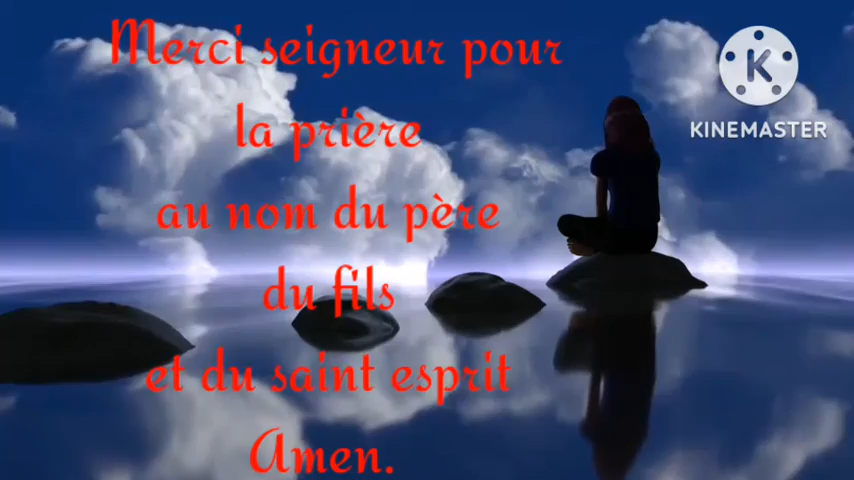 Merci seigneur pour
la prière
au nom du père
du fils
et du saint esprit
Amen.
K
KINEMASTER